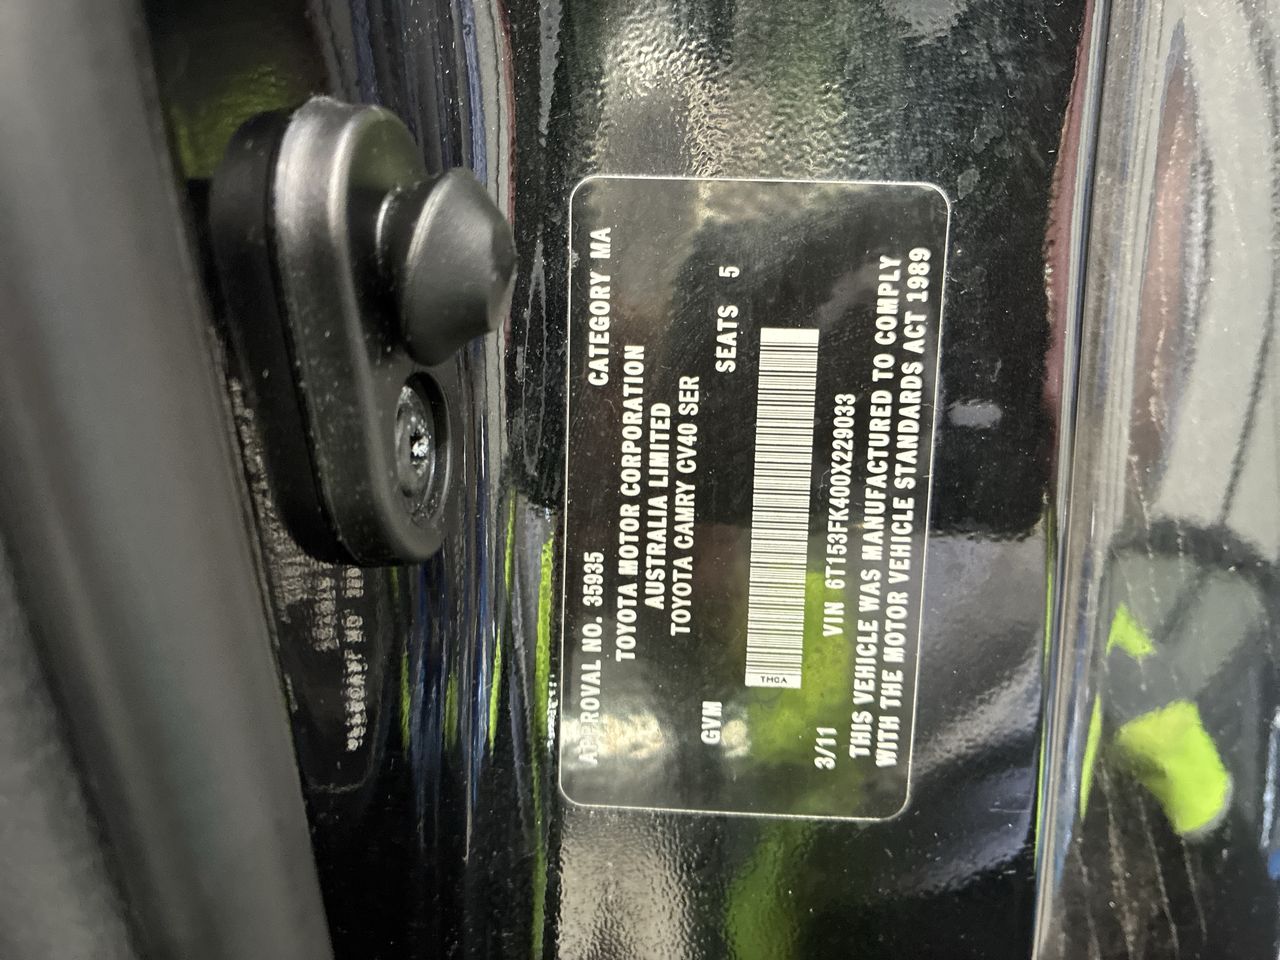 APPROVAL NO. 35935 CATEGORY MA
TOYOTA MOTOR CORPORATION
AUSTRALIA LIMITED
TOYOTA CAMRY CV40 SER
GVM SEATS 5
TMCA
3/11 VIN 6T153FK400X229033
THIS VEHICLE WAS MANUFACTURED TO COMPLY
WITH THE MOTOR VEHICLE STANDARDS ACT 1989